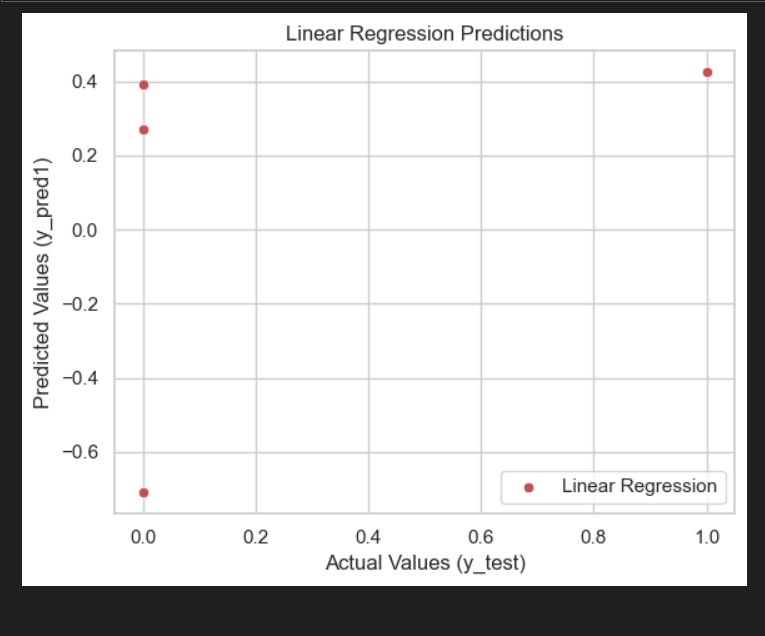 Linear Regression Predictions
Predicted Values (y_pred1)
0.4
0.2
0.0
−0.2
−0.4
−0.6
Linear Regression
0.0 0.2 0.4 0.6 0.8 1.0
Actual Values (y_test)